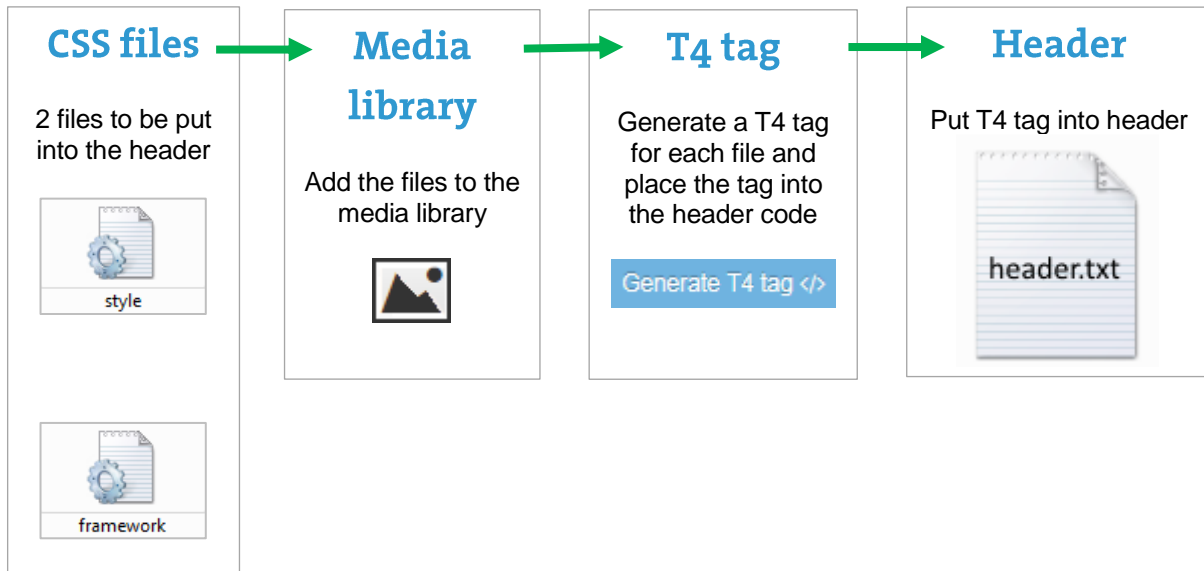 CSS files
2 files to be put
into the header
style
framework
Media
library
Add the files to the
media library
T4 tag
Generate a T4 tag
for each file and
place the tag into
the header code
Generate T4 tag </>
Header
Put T4 tag into header
header.txt